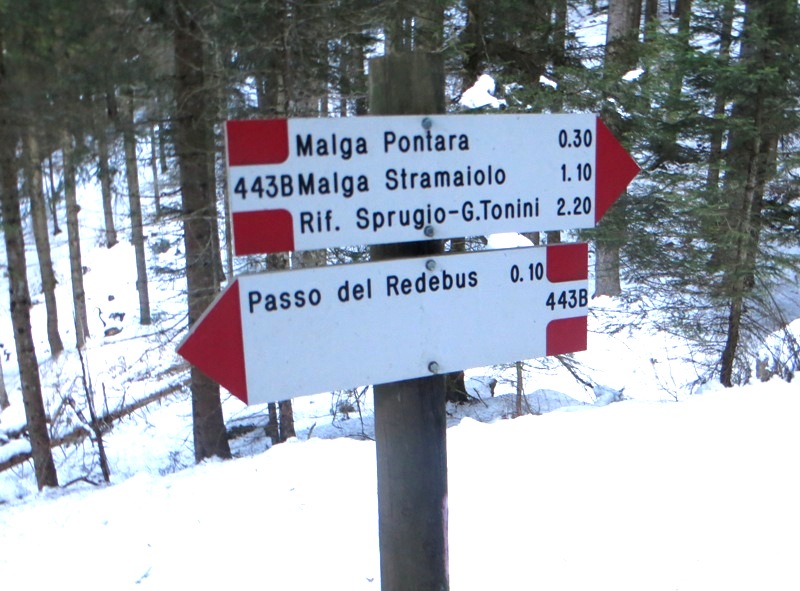 Malga Pontara 0.30
443B Malga Stramaiolo 1.10
Rif. Sprugio-G.Tonini 2.20
Passo del Redebus 0.10
443B